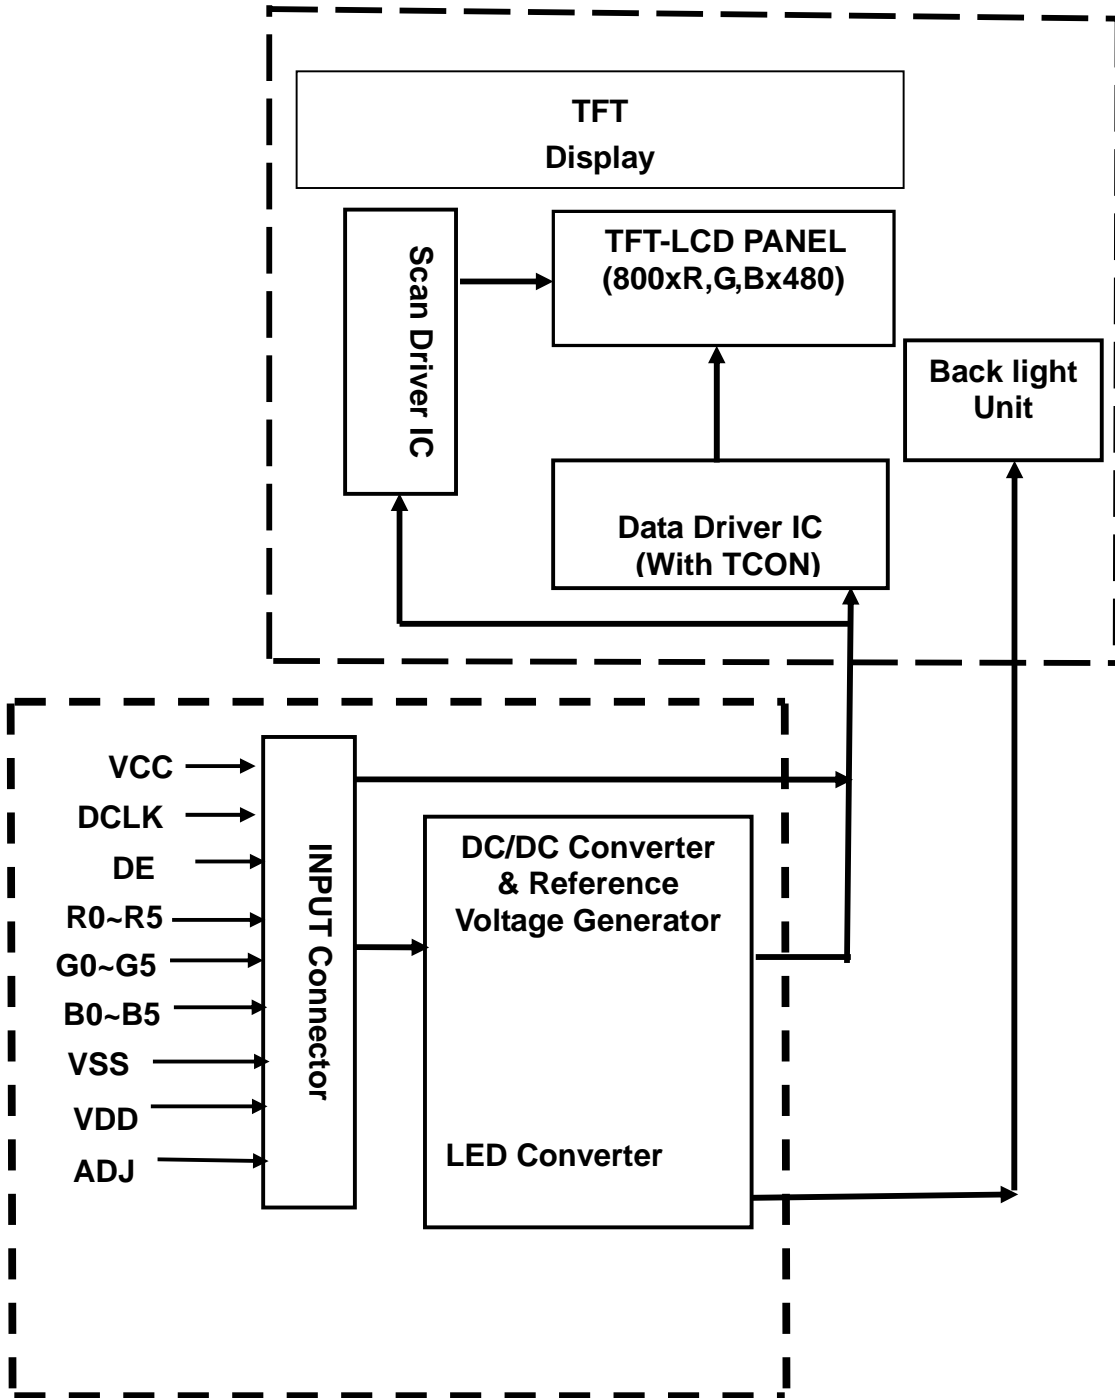 TFT
Display
Scan Driver IC
TFT-LCD PANEL
(800xR,G,Bx480)
Back light
Unit
Data Driver IC
(With TCON)
VCC
DCLK
DE
R0~R5
G0~G5
B0~B5
VSS
VDD
ADJ
INPUT Connector
DC/DC Converter
& Reference
Voltage Generator
LED Converter